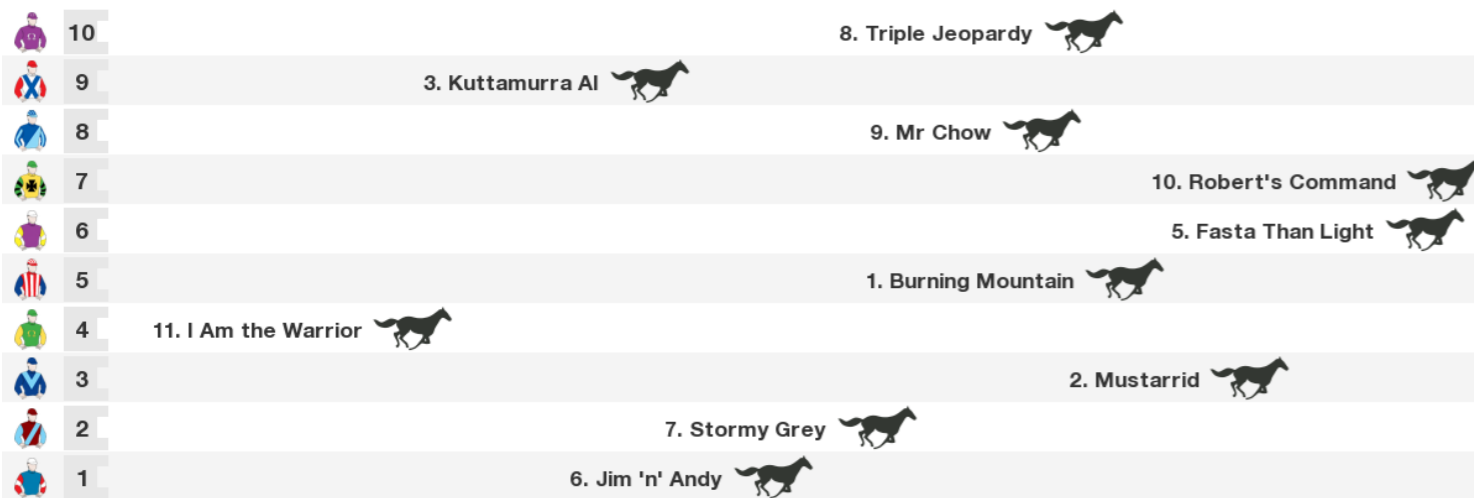 10 8. Triple Jeopardy
9 3. Kuttamurra Al
8 9. Mr Chow
7 10. Robert's Command
6 5. Fasta Than Light
5 1. Burning Mountain
4 11. I Am the Warrior
3 2. Mustarrid
2 7. Stormy Grey
1 6. Jim 'n' Andy